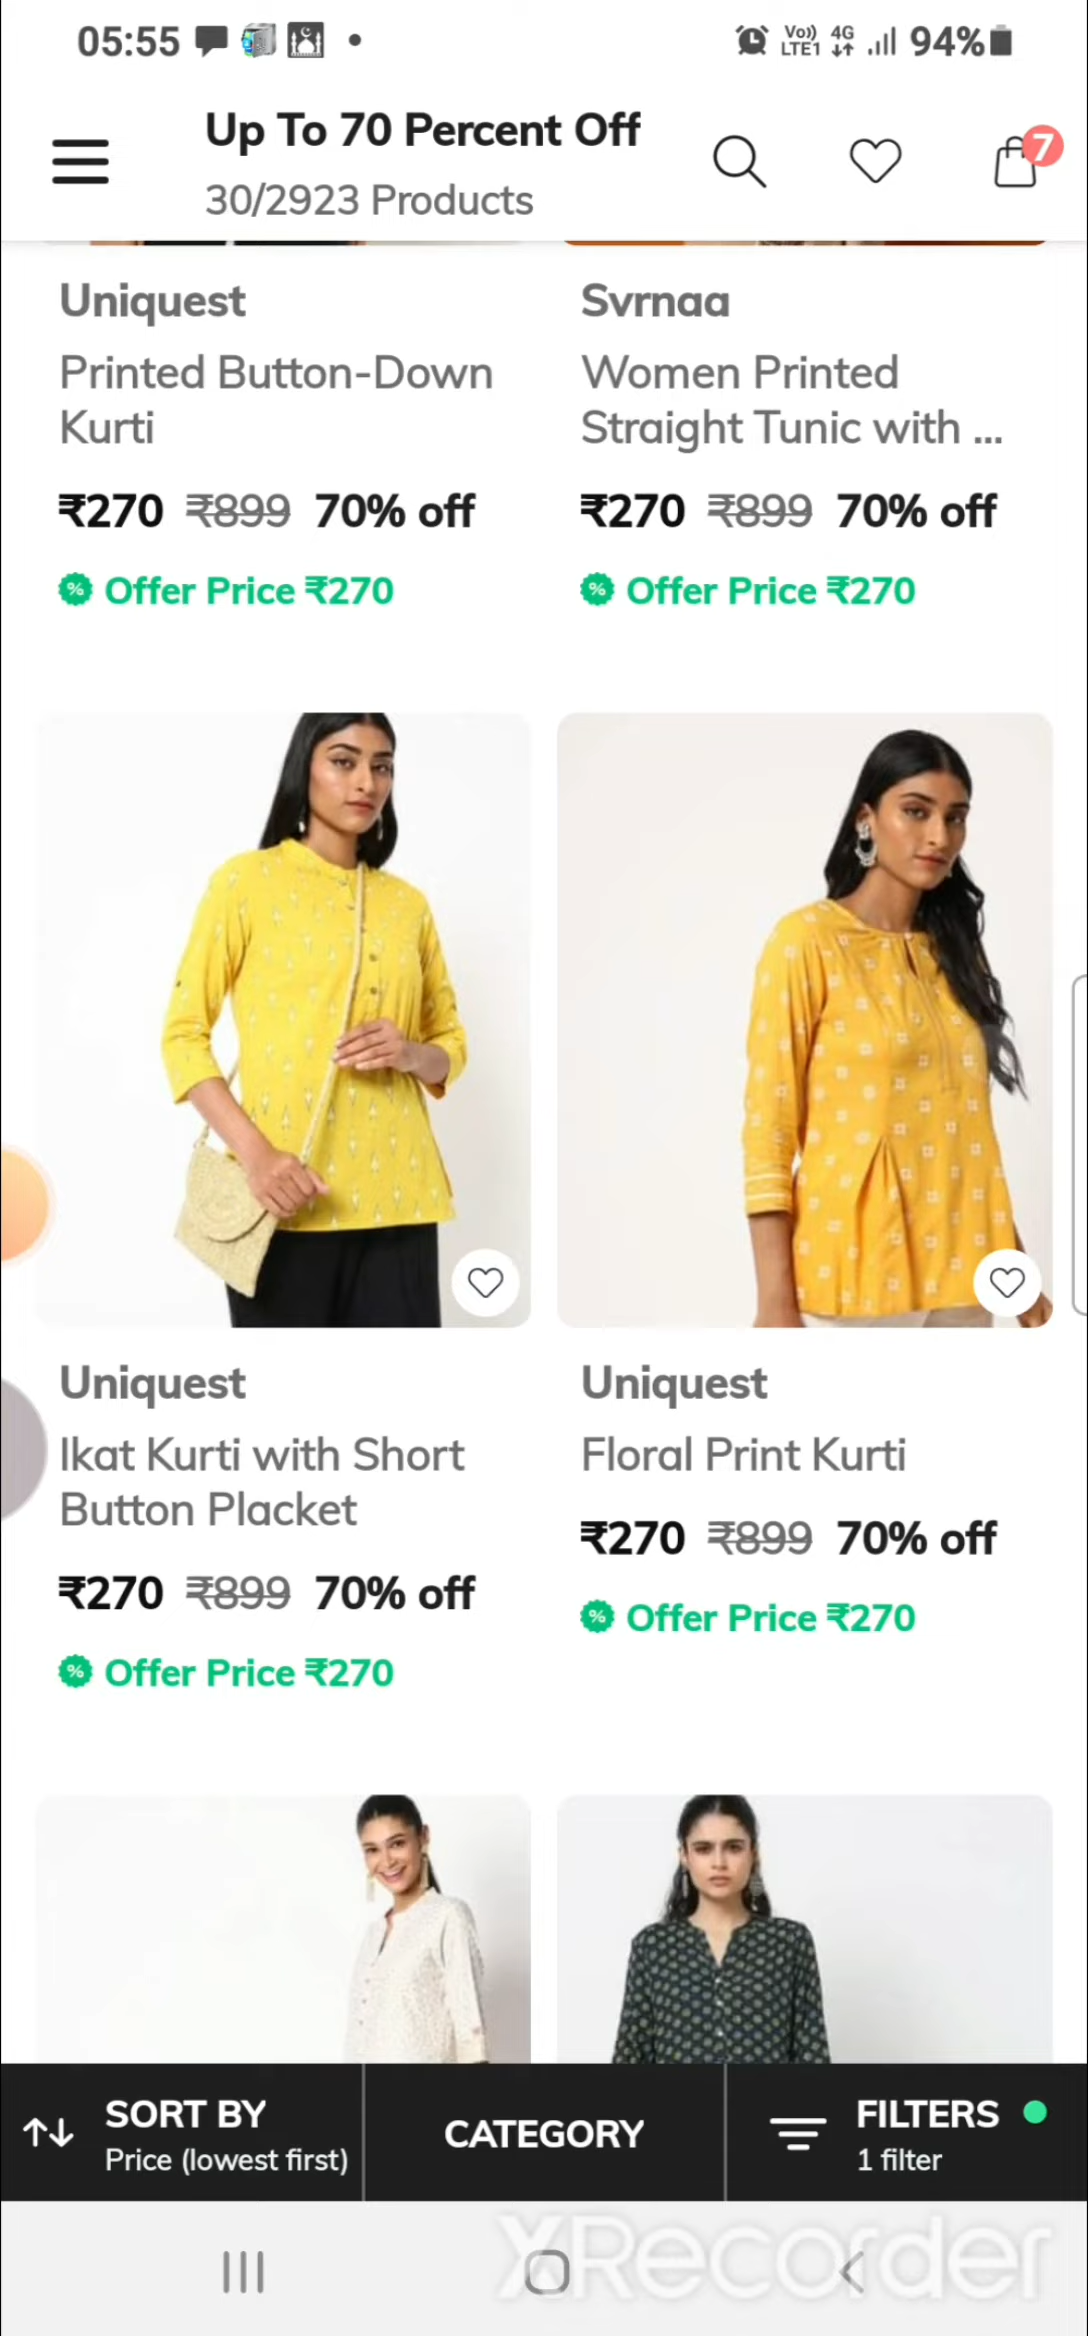 05:55
Vo)) LTE1 4G 94%
Up To 70 Percent Off
30/2923 Products
7
Uniquest
Printed Button-Down
Kurti
₹270 ₹899 70% off
% Offer Price ₹270
Svrnaa
Women Printed
Straight Tunic with ...
₹270 ₹899 70% off
% Offer Price ₹270
Uniquest
Ikat Kurti with Short
Button Placket
₹270 ₹899 70% off
% Offer Price ₹270
Uniquest
Floral Print Kurti
₹270 ₹899 70% off
% Offer Price ₹270
SORT BY
Price (lowest first)
CATEGORY
FILTERS
1 filter
XRecorder